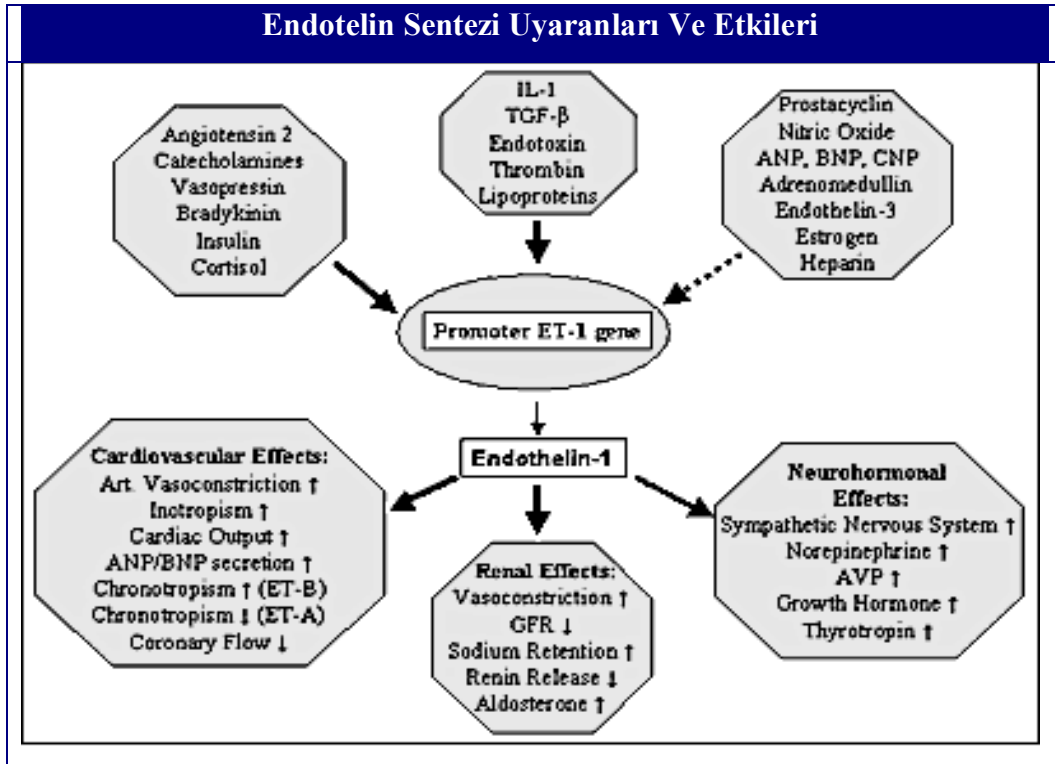 Endotelin Sentezi Uyaranları Ve Etkileri
Angiotensin 2
Catecholamines
Vasopressin
Bradykinin
Insulin
Cortisol
IL-1
TGF-β
Endotoxin
Thrombin
Lipoproteins
Prostacyclin
Nitric Oxide
ANP, BNP, CNP
Adrenomedullin
Endothelin-3
Estrogen
Heparin
Promoter ET-1 gene
Endothelin-1
Cardiovascular Effects:
Art. Vasoconstriction ↑
Inotropism ↑
Cardiac Output ↑
ANP/BNP secretion ↑
Chronotropism ↑ (ET-B)
Chronotropism ↓ (ET-A)
Coronary Flow ↓
Renal Effects:
Vasoconstriction ↑
GFR ↓
Sodium Retention ↑
Renin Release ↓
Aldosterone ↑
Neurohormonal
Effects:
Sympathetic Nervous System ↑
Norepinephrine ↑
AVP ↑
Growth Hormone ↑
Thyrotropin ↑